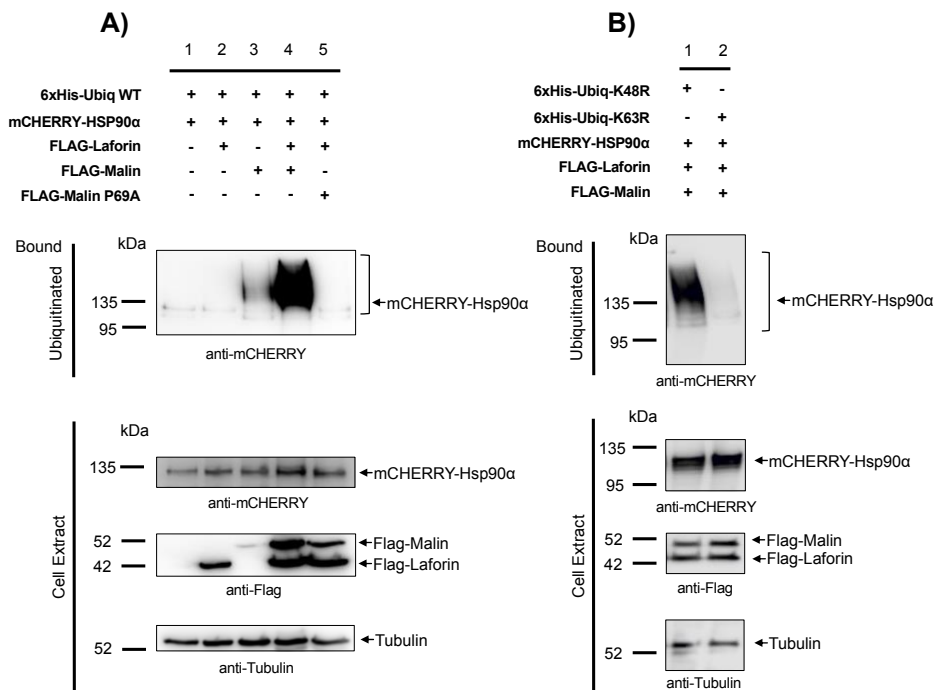 A)
1 2 3 4 5
6xHis-Ubiq WT + + + + +
mCHERRY-HSP90α + + + + +
FLAG-Laforin - + - + +
FLAG-Malin - - + + -
FLAG-Malin P69A - - - - +
Bound
Ubiquitinated
kDa
135
95
mCHERRY-Hsp90α
anti-mCHERRY
Cell Extract
kDa
135
mCHERRY-Hsp90α
anti-mCHERRY
52
Flag-Malin
42
Flag-Laforin
anti-Flag
Tubulin
52
anti-Tubulin
B)
1 2
6xHis-Ubiq-K48R + -
6xHis-Ubiq-K63R - +
mCHERRY-HSP90α + +
FLAG-Laforin + +
FLAG-Malin + +
Bound
Ubiquitinated
kDa
135
mCHERRY-Hsp90α
95
anti-mCHERRY
Cell Extract
kDa
135
mCHERRY-Hsp90α
95
anti-mCHERRY
52
Flag-Malin
42
Flag-Laforin
anti-Flag
Tubulin
52
anti-Tubulin